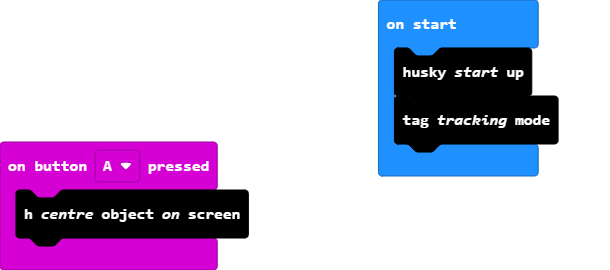 on start
husky start up
tag tracking mode
on button A pressed
h centre object on screen